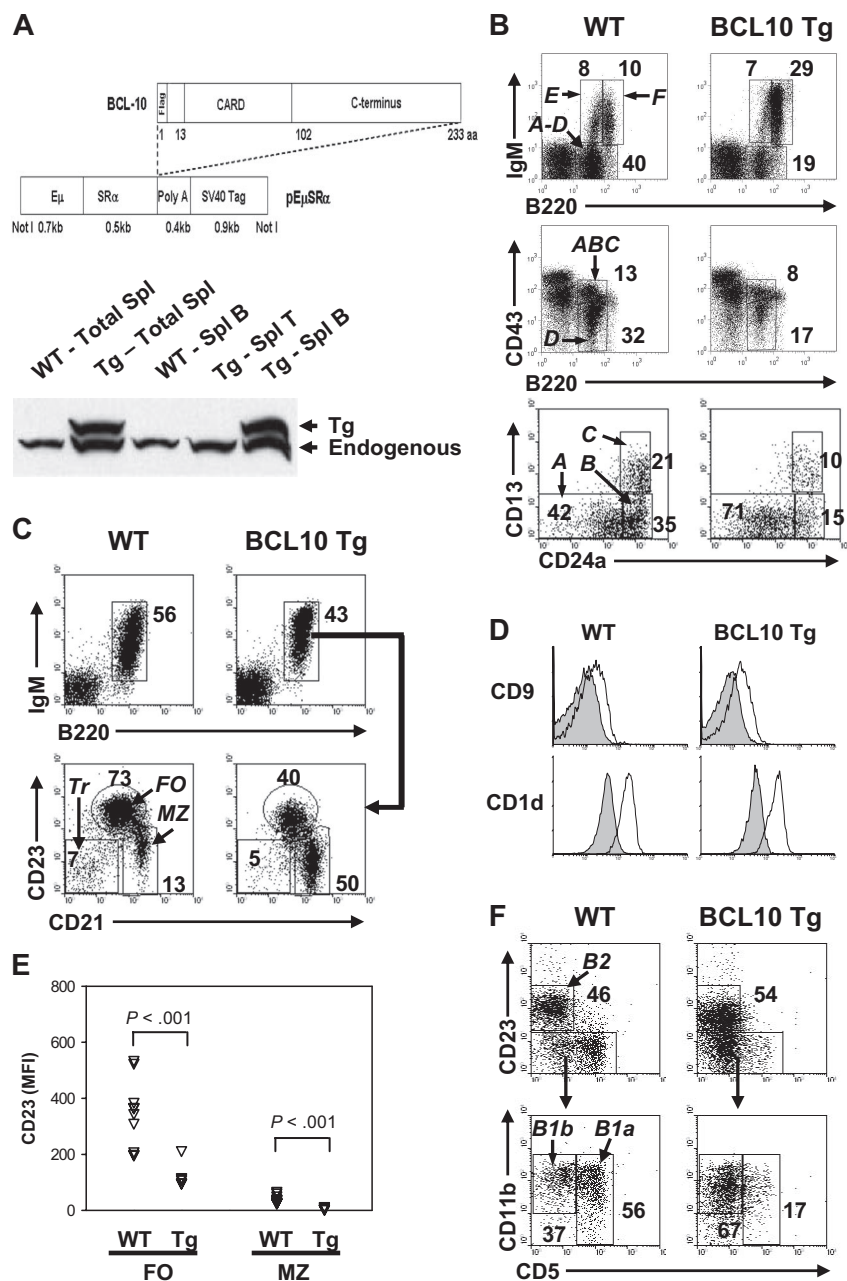 A
BCL-10
Flag
CARD
C-terminus
1 13 102 233 aa
Eμ SRα Poly A SV40 Tag pEμSRα
Not I 0.7kb 0.5kb 0.4kb 0.9kb Not I
WT - Total Spl
Tg – Total Spl
WT - Spl B
Tg - Spl T
Tg - Spl B
Tg
Endogenous
B
WT BCL10 Tg
8 10 7 29
E F
A-D
40 19
IgM
B220
ABC
13 8
D 32 17
CD43
B220
C
A B 21 10
42 35 71 15
CD13
CD24a
C
WT BCL10 Tg
56 43
IgM
B220
Tr 73 FO 40
MZ
7 13 5 50
CD23
CD21
D
WT BCL10 Tg
CD9
CD1d
E
800
600
400
200
0
CD23 (MFI)
P < .001
P < .001
WT Tg WT Tg
FO MZ
F
WT BCL10 Tg
B2
46 54
CD23
B1b B1a
37 56 67 17
CD11b
CD5